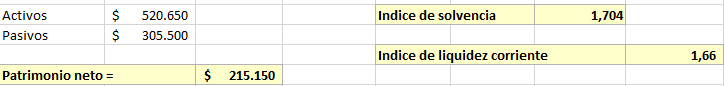 Activos $ 520.650 Indice de solvencia 1,704
Pasivos $ 305.500
Indice de liquidez corriente 1,66
Patrimonio neto = $ 215.150